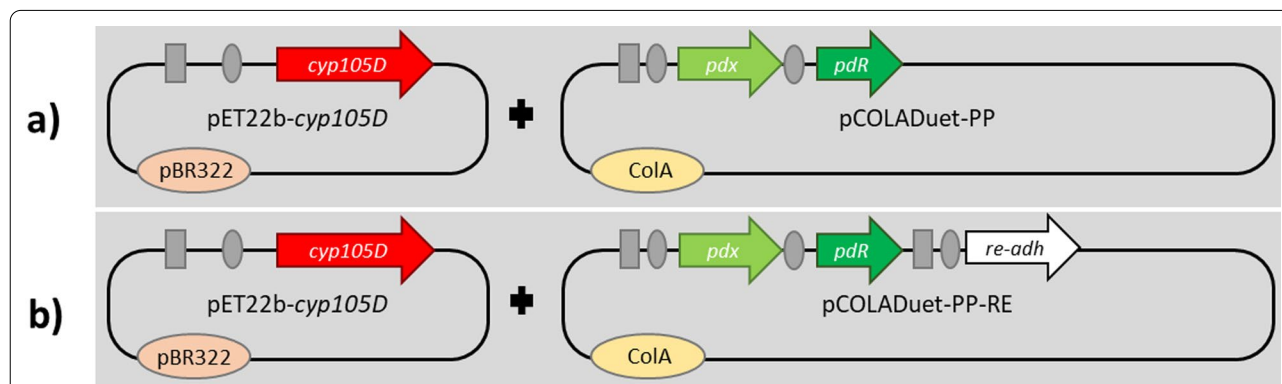 a)
cyp105D
pET22b-cyp105D
pBR322
pdx
pdR
pCOLADuet-PP
ColA
b)
cyp105D
pET22b-cyp105D
pBR322
pdx
pdR
re-adh
pCOLADuet-PP-RE
ColA